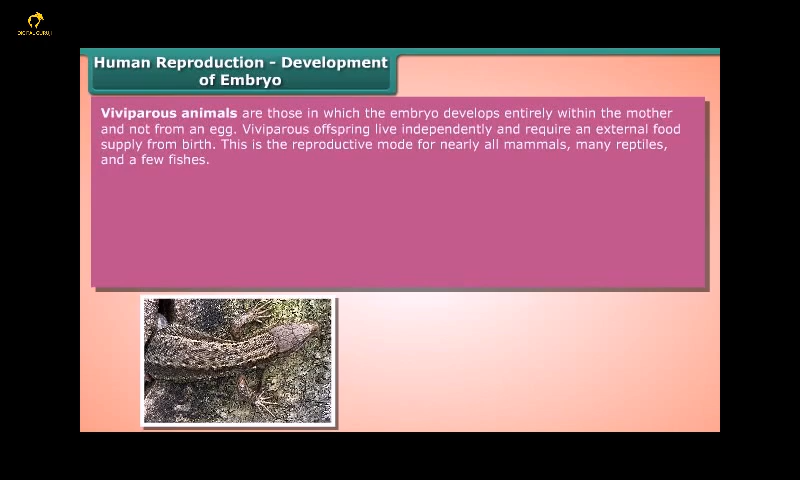 DIGITAL GURUJI
Human Reproduction - Development
of Embryo
Viviparous animals are those in which the embryo develops entirely within the mother
and not from an egg. Viviparous offspring live independently and require an external food
supply from birth. This is the reproductive mode for nearly all mammals, many reptiles,
and a few fishes.